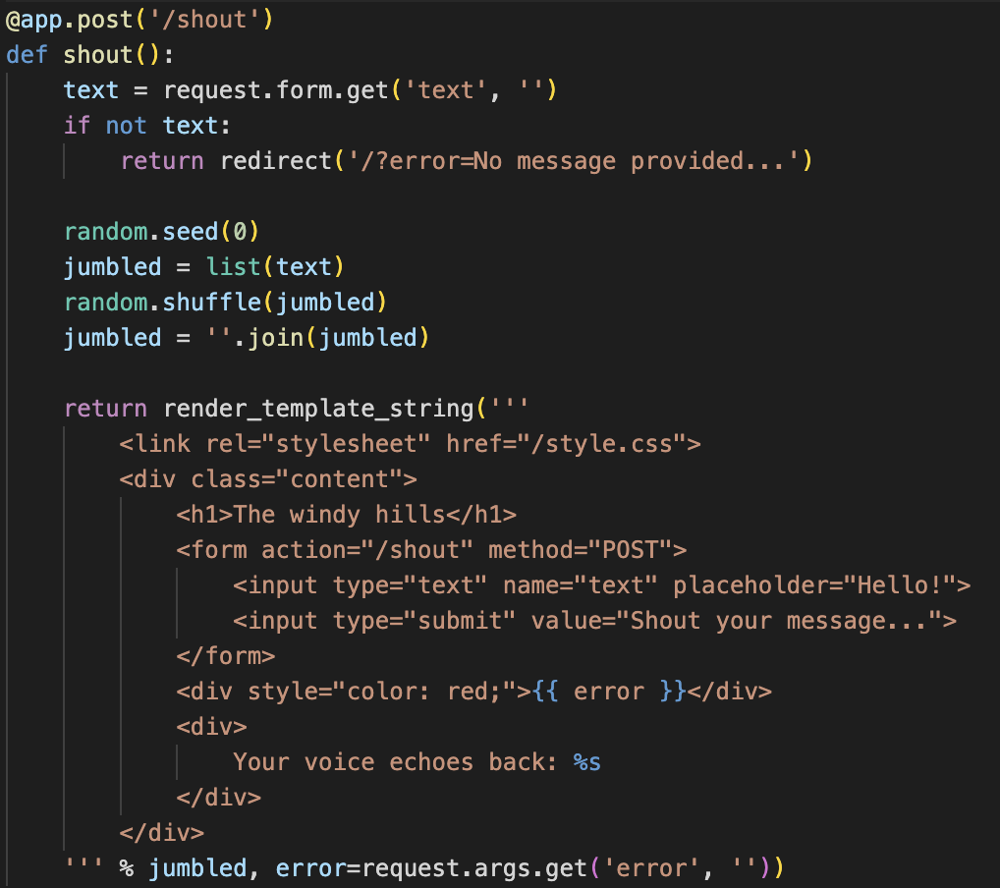 @app.post('/shout')
def shout():
    text = request.form.get('text', '')
    if not text:
        return redirect('/?error=No message provided...')

    random.seed(0)
    jumbled = list(text)
    random.shuffle(jumbled)
    jumbled = ''.join(jumbled)

    return render_template_string('''
        <link rel="stylesheet" href="/style.css">
        <div class="content">
            <h1>The windy hills</h1>
            <form action="/shout" method="POST">
                <input type="text" name="text" placeholder="Hello!">
                <input type="submit" value="Shout your message...">
            </form>
            <div style="color: red;">{{ error }}</div>
            <div>
                Your voice echoes back: %s
            </div>
        </div>
    ''' % jumbled, error=request.args.get('error', ''))